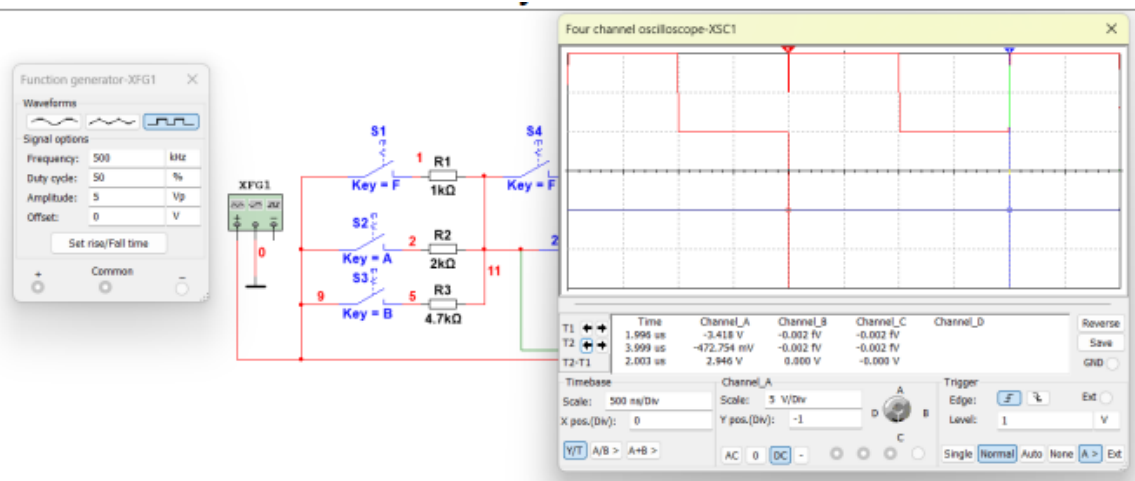 Four channel oscilloscope-XSC1
Function generator-XFG1
Waveforms
Signal options
Frequency: 500 kHz
Duty cycle: 50 %
Amplitude: 5 Vp
Offset: 0 V
Set rise/Fall time
+ Common −
XFG1
0
S1
Key = F
1
R1
1kΩ
S4
Key = F
S2
Key = A
2
R2
2kΩ
2
S3
Key = B
9
5
R3
4.7kΩ
11
Time Channel_A Channel_B Channel_C Channel_D
T1 1.996 us -3.418 V -0.002 fV -0.002 fV
T2 3.999 us -472.754 mV -0.002 fV -0.002 fV
T2-T1 2.003 us 2.946 V 0.000 V -0.000 V
Reverse
Save
GND
Timebase
Scale: 500 ns/Div
X pos.(Div): 0
Y/T A/B > A+B >
Channel_A
Scale: 5 V/Div
Y pos.(Div): -1
AC 0 DC -
A
B
C
D
Trigger
Edge: Ext
Level: 1 V
Single Normal Auto None A > Ext